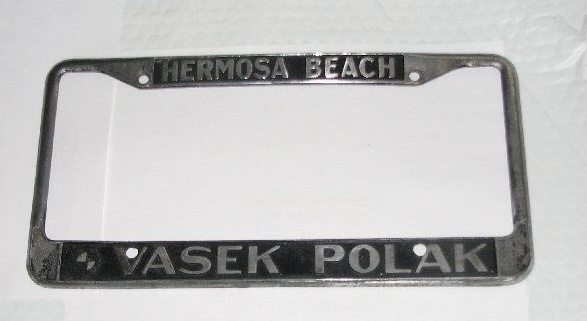 HERMOSA BEACH
VASEK POLAK